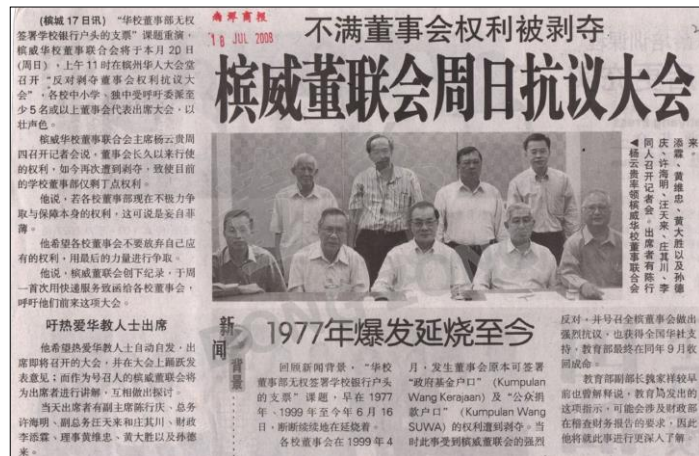 南洋商报
18 JUL 2008
不满董事会权利被剥夺
槟威董联会周日抗议大会
(槟城17日讯)“华校董事部无权
签署学校银行户头的支票”课题重演，
槟威华校董事联合会将于本月20日
(周日)，上午11时在槟州华人大会堂
召开“反对剥夺董事会权利抗议大
会”，各校中小学、独中受呼吁委派至
少5名或以上董事会代表出席大会，以
壮声色。
槟威华校董事联合会主席杨云贵周
四召开记者会说，董事会长久以来行使
的权利，如今再次遭到剥夺，致使目前
的学校董事部仅剩丁点权利。
他说，若各校董事部现在不极力争
取与保障本身的权利，这可说是妄自菲
薄。
他希望各校董事会不要放弃自己应
有的权利，用最后的力量进行争取。
他说，槟威董联会创下纪录，于周
一首次用快递服务致函给各校董事会，
呼吁他们前来这项大会。
吁热爱华教人士出席
他希望热爱华教人士自动自发，出
席即将召开的大会，并在大会上踊跃发
表意见；而作为号召人的槟威董联会将
为出席者进行讲解，互相做出探讨。
当天出席者有副主席陈行庆、总务
许海明、副总务汪天来和庄其川、财政
李添霖、理事黄维忠、黄大胜以及孙德
来。
◀杨云贵率领槟威华校董事联合会
同人召开记者会。出席者有陈行
庆、许海明、汪天来、庄其川、李
添霖、黄维忠、黄大胜以及孙德
来。
新闻背景
1977年爆发延烧至今
回顾新闻背景，“华校
董事部无权签署学校银行户头
的支票”课题，早在1977
年、1999年至今年6月16
日，断断续续地在延烧着。
各校董事会在1999年4
月，发生董事会原本可签署
“政府基金户口”(Kumpulan
Wang Kerajaan)及“公众捐
款户口”(Kumpulan Wang
SUWA)的权利遭到剥夺。当
时此事受到槟威董联会的强烈
反对，并号召全槟董事会做出
强烈抗议，也获得全国华社支
持，教育部最终在同年9月收
回成命。
教育部副部长魏家祥较早
前也曾解释说，教育局发出的
这项指示，可能会涉及财政部
在稽查财务报告的要求，因此
他将就此事进行更深入了解。